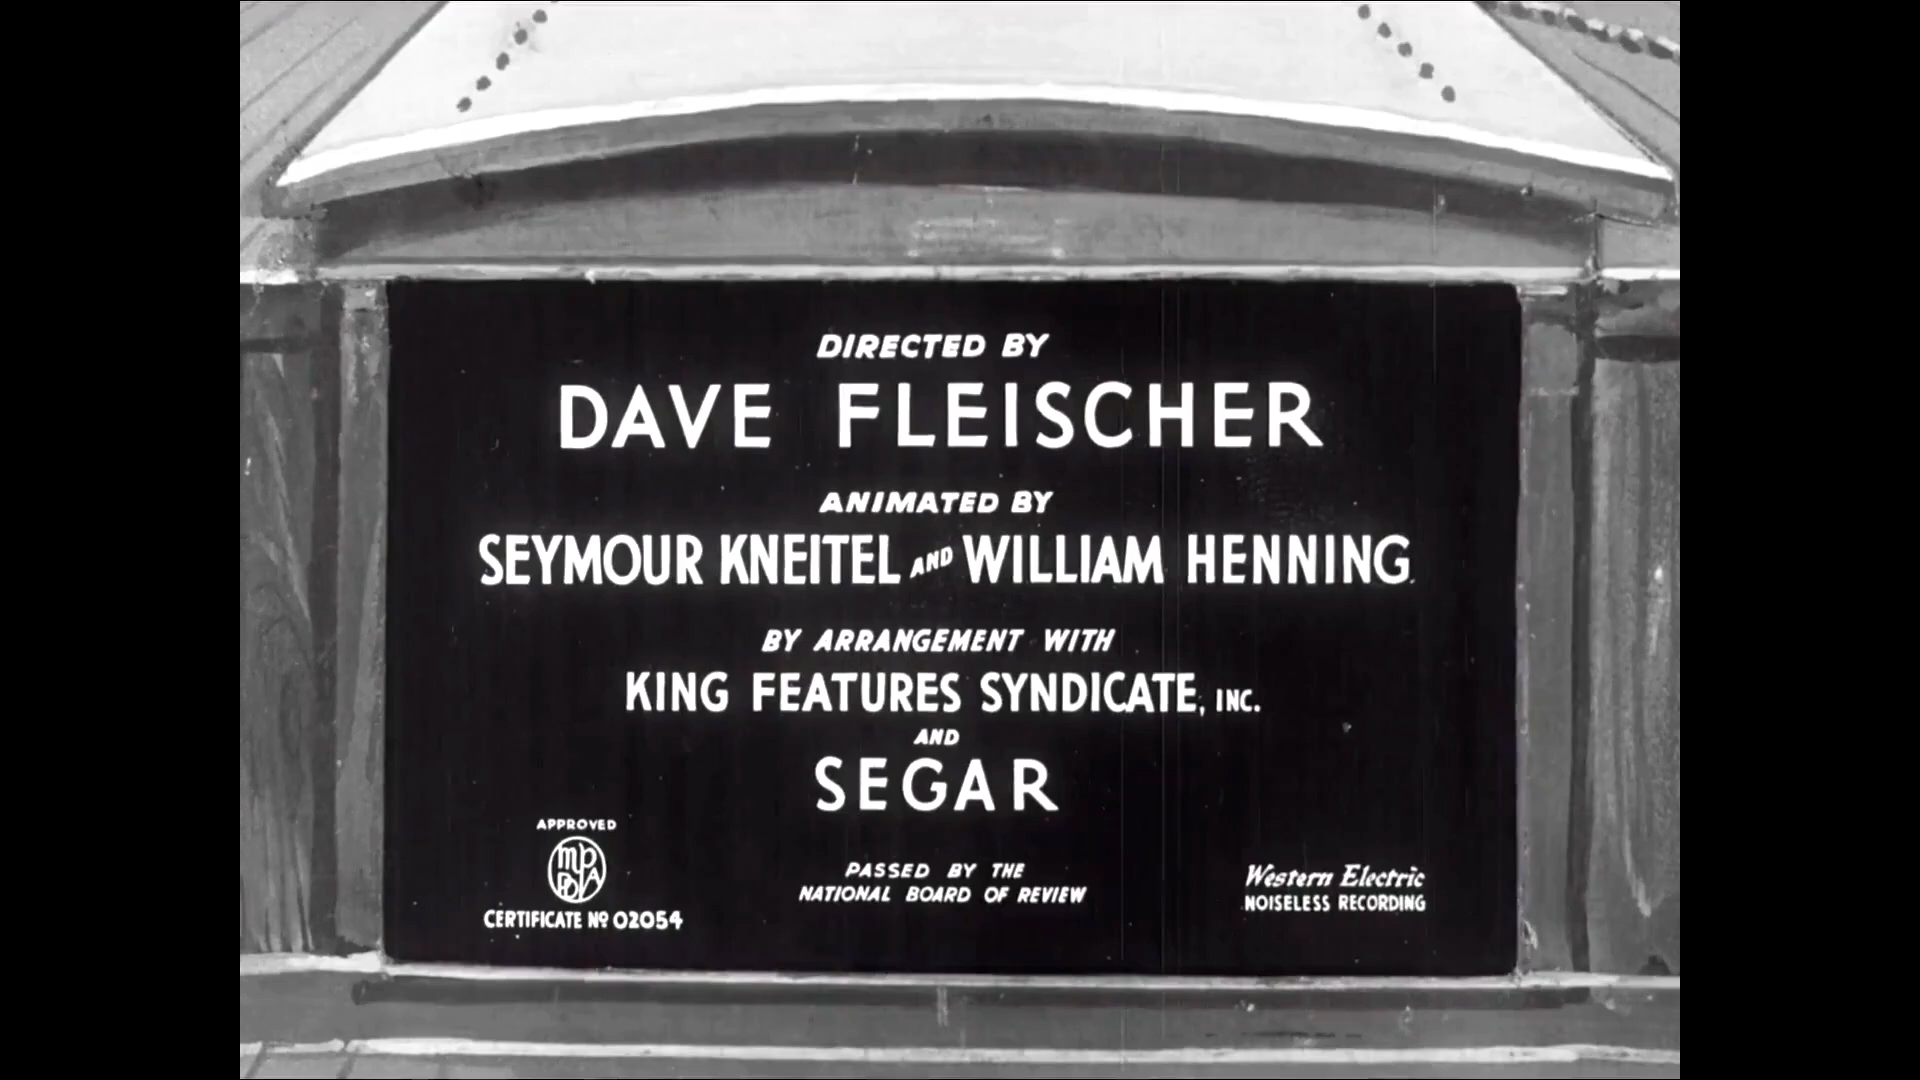 DIRECTED BY
DAVE FLEISCHER
ANIMATED BY
SEYMOUR KNEITEL AND WILLIAM HENNING
BY ARRANGEMENT WITH
KING FEATURES SYNDICATE, INC.
AND
SEGAR
APPROVED
MPPDA
CERTIFICATE Nº 02054
PASSED BY THE
NATIONAL BOARD OF REVIEW
Western Electric
NOISELESS RECORDING